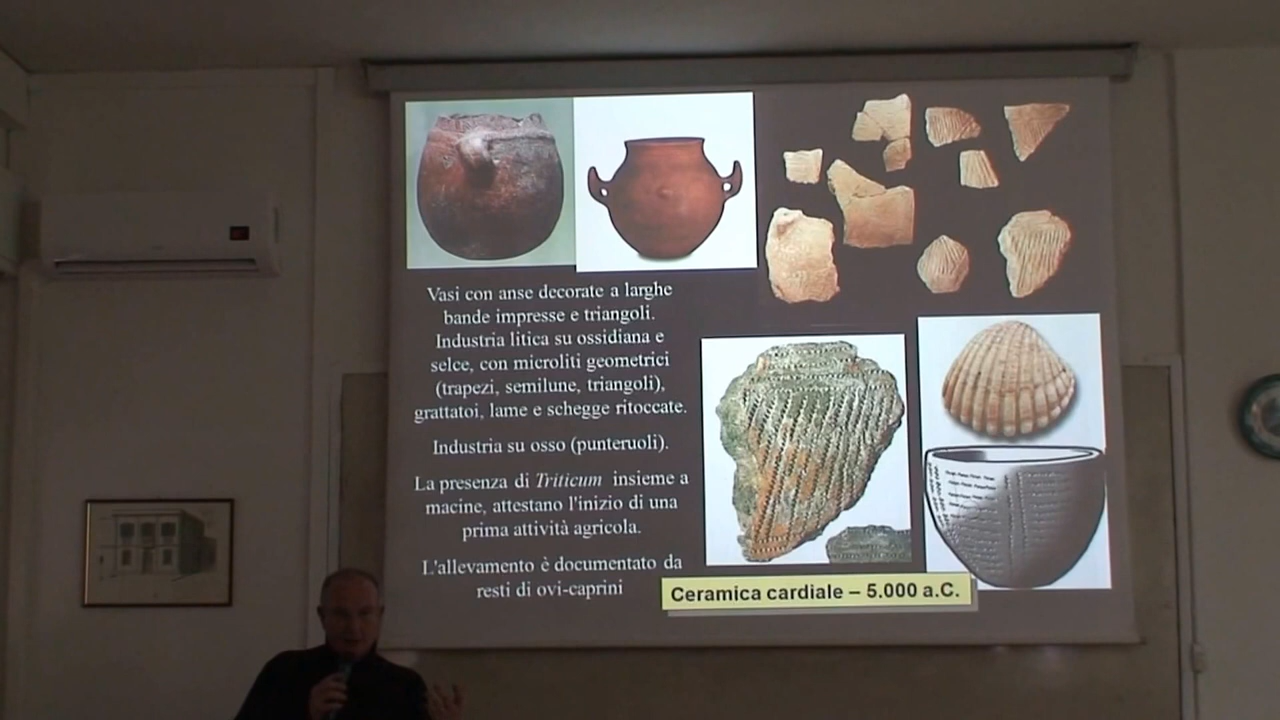 Vasi con anse decorate a larghe
bande impresse e triangoli.
Industria litica su ossidiana e
selce, con microliti geometrici
(trapezi, semilune, triangoli),
grattatoi, lame e schegge ritoccate.
Industria su osso (punteruoli).
La presenza di Triticum insieme a
macine, attestano l'inizio di una
prima attività agricola.
L'allevamento è documentato da
resti di ovi-caprini
Ceramica cardiale – 5.000 a.C.